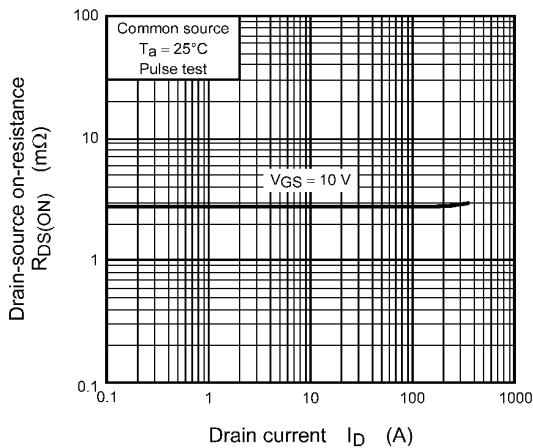 Common source
Ta = 25°C
Pulse test
VGS = 10 V
Drain-source on-resistance
RDS(ON) (mΩ)
100
10
1
0.1
0.1 1 10 100 1000
Drain current ID (A)